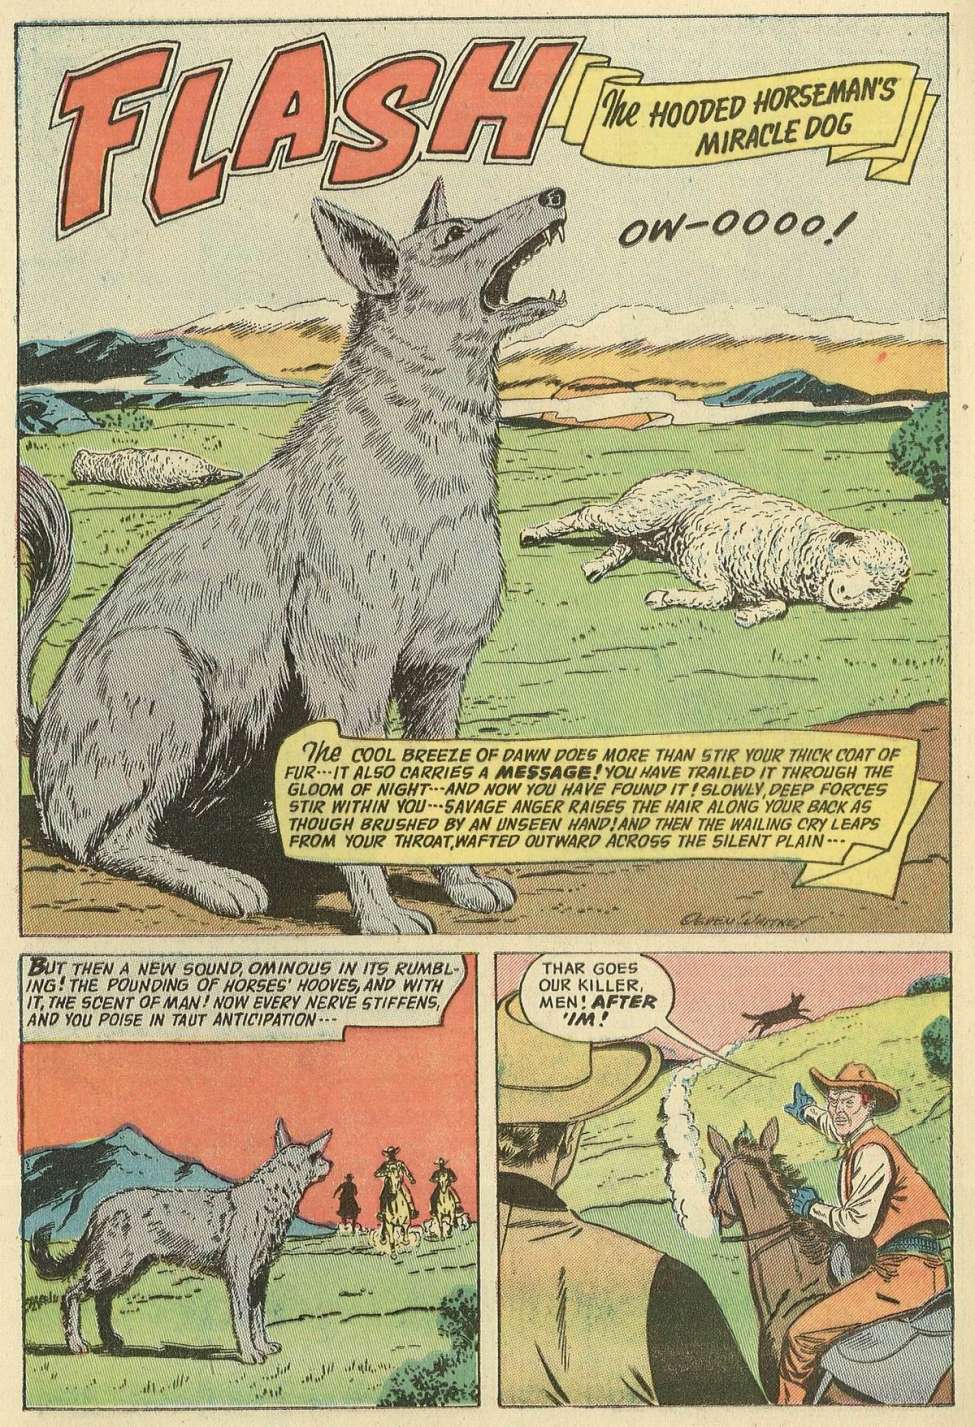 FLASH
The HOODED HORSEMAN'S
MIRACLE DOG
OW-OOOO!
The COOL BREEZE OF DAWN DOES MORE THAN STIR YOUR THICK COAT OF
FUR---IT ALSO CARRIES A MESSAGE! YOU HAVE TRAILED IT THROUGH THE
GLOOM OF NIGHT---AND NOW YOU HAVE FOUND IT! SLOWLY, DEEP FORCES
STIR WITHIN YOU---SAVAGE ANGER RAISES THE HAIR ALONG YOUR BACK AS
THOUGH BRUSHED BY AN UNSEEN HAND! AND THEN THE WAILING CRY LEAPS
FROM YOUR THROAT, WAFTED OUTWARD ACROSS THE SILENT PLAIN---
OGDEN WHITNEY
BUT THEN A NEW SOUND, OMINOUS IN ITS RUMBL-
ING! THE POUNDING OF HORSES' HOOVES, AND WITH
IT, THE SCENT OF MAN! NOW EVERY NERVE STIFFENS,
AND YOU POISE IN TAUT ANTICIPATION---
THAR GOES
OUR KILLER,
MEN! AFTER
'IM!